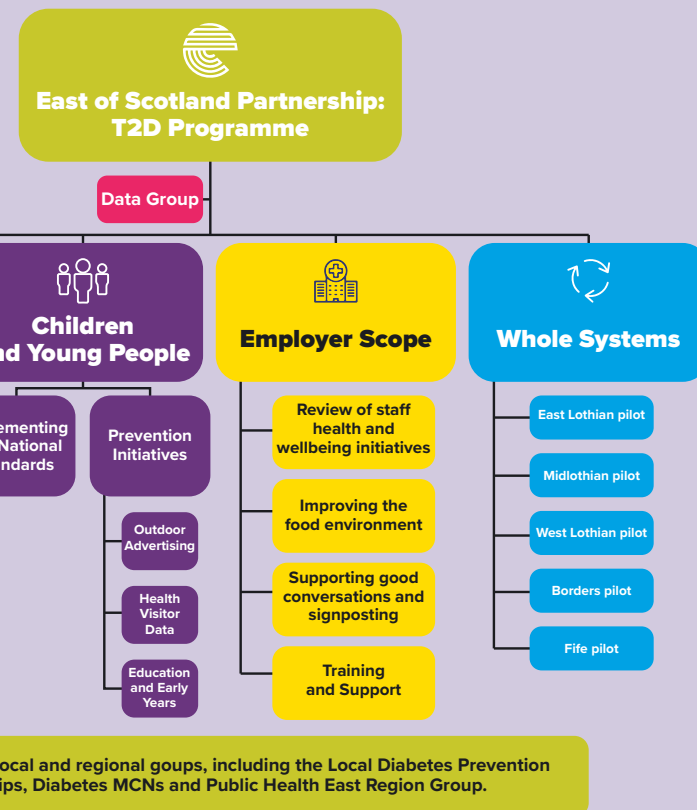 East of Scotland Partnership:
T2D Programme
Data Group
Children
nd Young People
Employer Scope
Whole Systems
ementing
National
ndards
Prevention
Initiatives
Outdoor
Advertising
Health
Visitor
Data
Education
and Early
Years
Review of staff
health and
wellbeing initiatives
Improving the
food environment
Supporting good
conversations and
signposting
Training
and Support
East Lothian pilot
Midlothian pilot
West Lothian pilot
Borders pilot
Fife pilot
ocal and regional goups, including the Local Diabetes Prevention
ips, Diabetes MCNs and Public Health East Region Group.